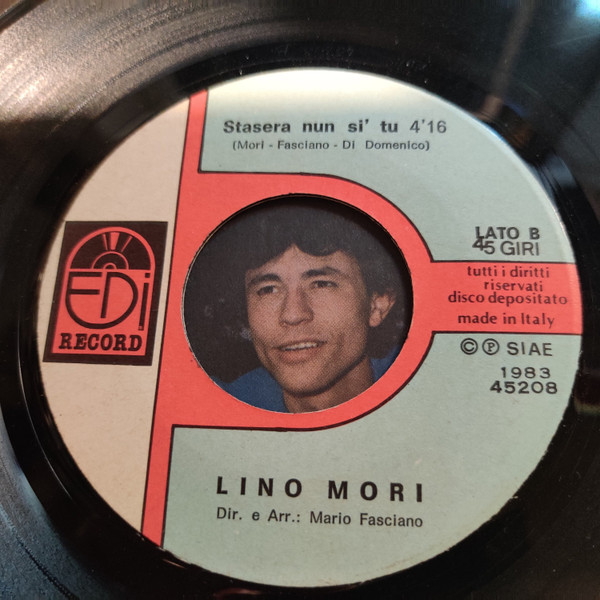 Stasera nun si' tu 4'16
(Mori - Fasciano - Di Domenico)
LATO B
45 GIRI
tutti i diritti
riservati
disco depositato
made in Italy
EDi
RECORD
© ℗ SIAE
1983
45208
LINO MORI
Dir. e Arr.: Mario Fasciano